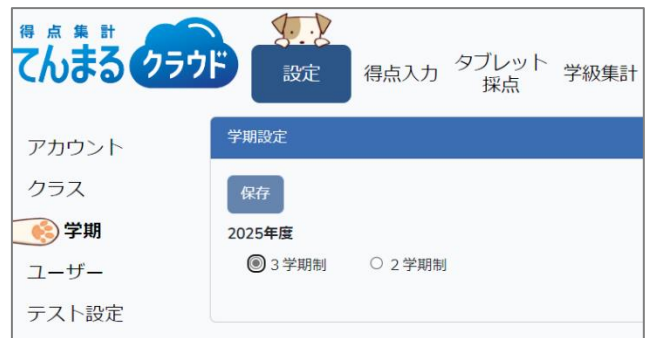 得点集計
てんまるクラウド
設定
得点入力
タブレット
採点
学級集計
アカウント
クラス
学期
ユーザー
テスト設定
学期設定
保存
2025年度
3学期制
2学期制